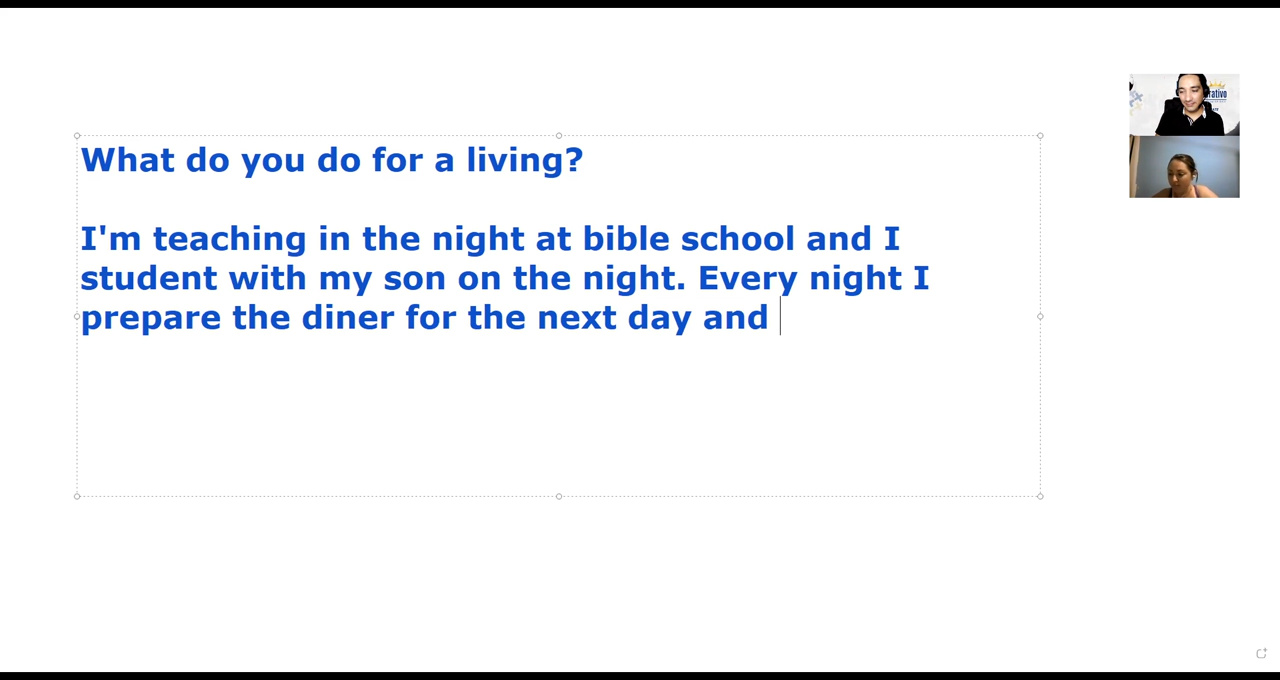 What do you do for a living?
I'm teaching in the night at bible school and I
student with my son on the night. Every night I
prepare the diner for the next day and